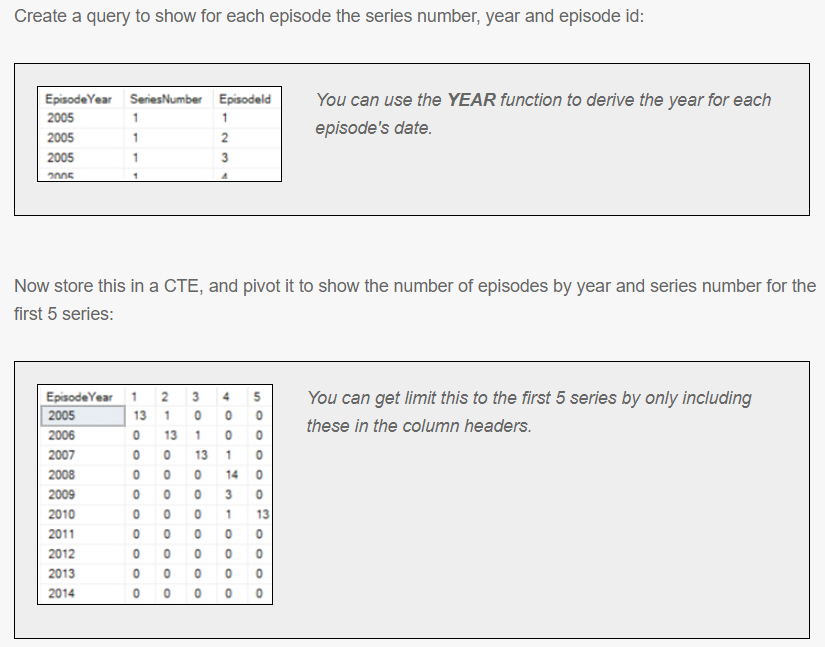 Create a query to show for each episode the series number, year and episode id:
EpisodeYear SeriesNumber EpisodeId
2005 1 1
2005 1 2
2005 1 3
2005 1 4
You can use the YEAR function to derive the year for each
episode's date.
Now store this in a CTE, and pivot it to show the number of episodes by year and series number for the
first 5 series:
EpisodeYear 1 2 3 4 5
2005 13 1 0 0 0
2006 0 13 1 0 0
2007 0 0 13 1 0
2008 0 0 0 14 0
2009 0 0 0 3 0
2010 0 0 0 1 13
2011 0 0 0 0 0
2012 0 0 0 0 0
2013 0 0 0 0 0
2014 0 0 0 0 0
You can get limit this to the first 5 series by only including
these in the column headers.